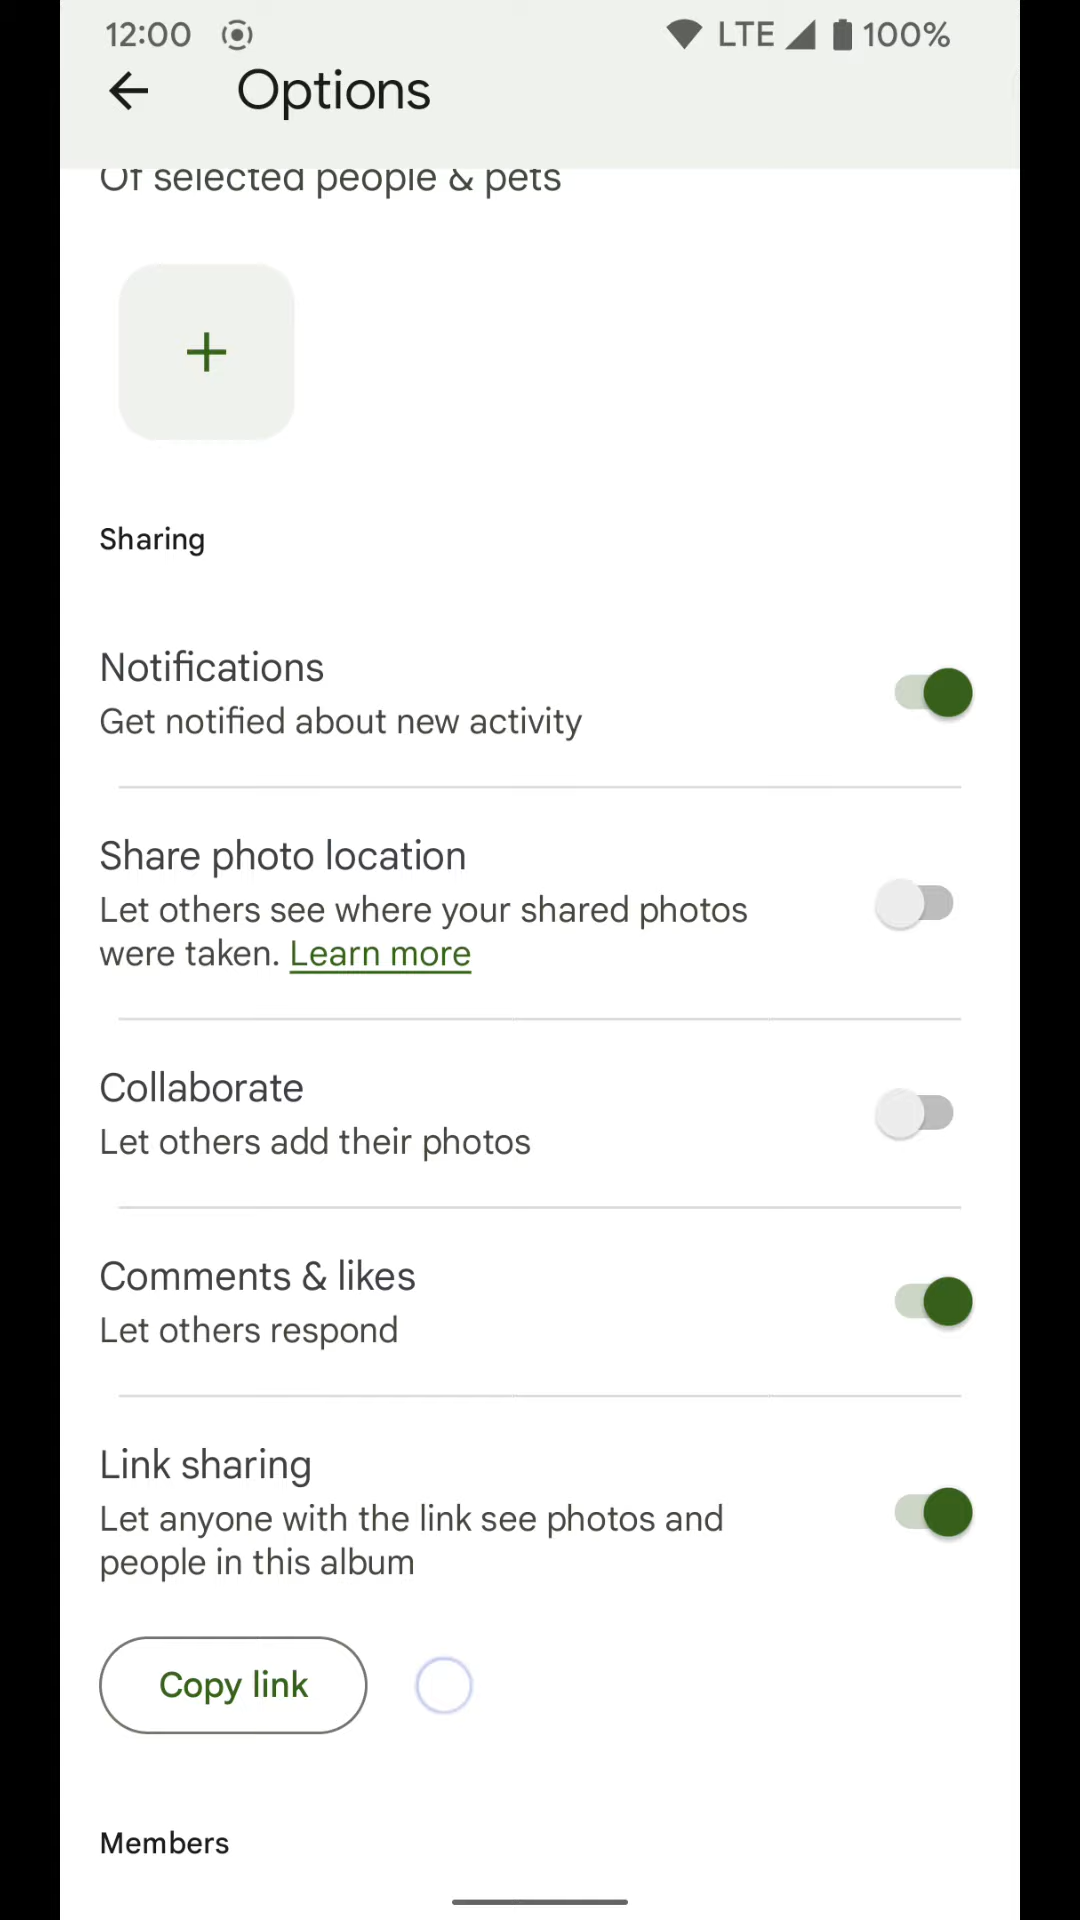 12:00 LTE 100%
Options
Of selected people & pets
Sharing
Notifications
Get notified about new activity
Share photo location
Let others see where your shared photos
were taken. Learn more
Collaborate
Let others add their photos
Comments & likes
Let others respond
Link sharing
Let anyone with the link see photos and
people in this album
Copy link
Members